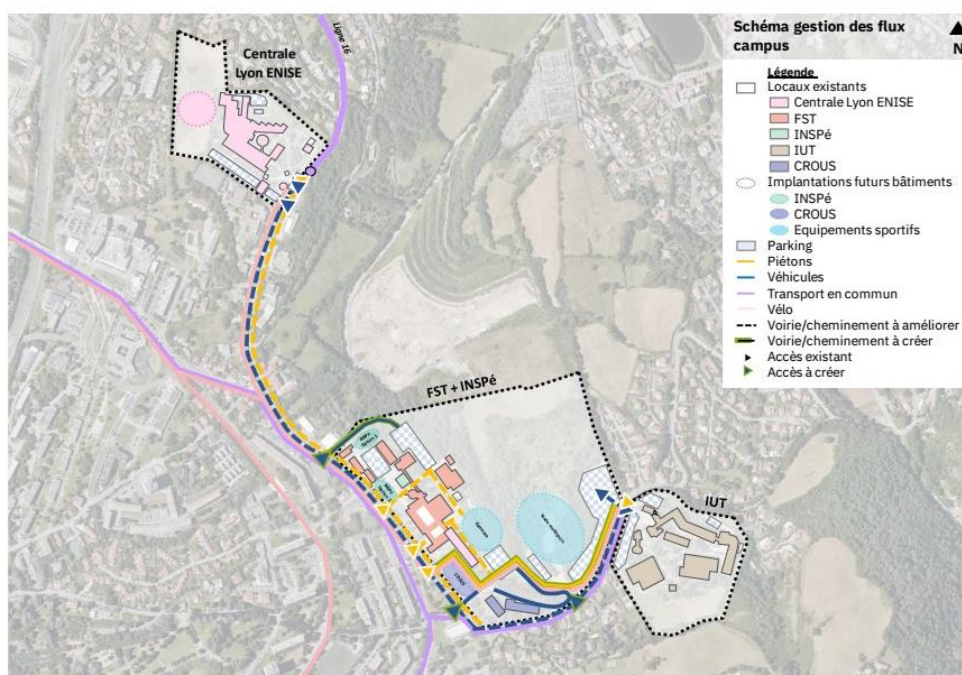 Schéma gestion des flux
campus
N
Légende
Locaux existants
Centrale Lyon ENISE
FST
INSPé
IUT
CROUS
Implantations futurs bâtiments
INSPé
CROUS
Equipements sportifs
Parking
Piétons
Véhicules
Transport en commun
Vélo
Voirie/cheminement à améliorer
Voirie/cheminement à créer
Accès existant
Accès à créer
Ligne 16
Centrale
Lyon ENISE
FST + INSPé
IUT
CROUS